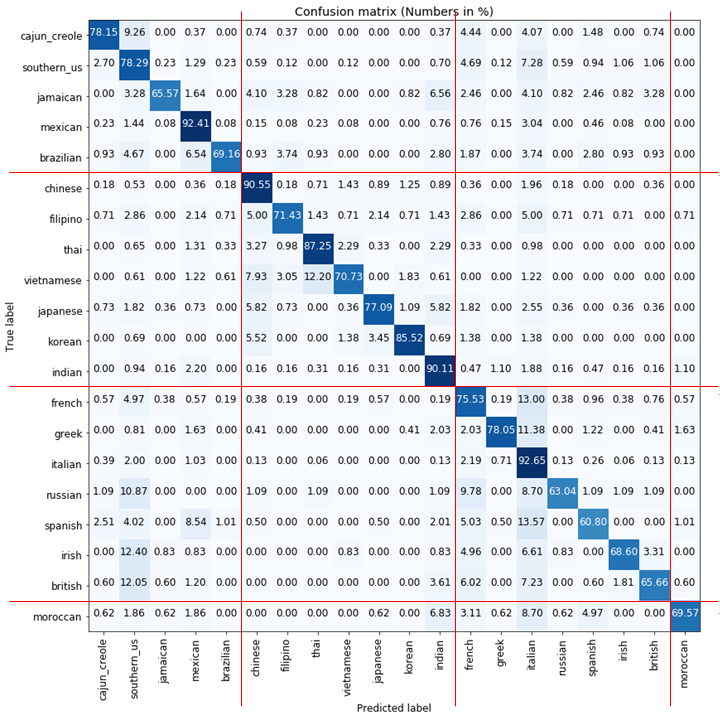 Confusion matrix (Numbers in %)
cajun_creole 78.15 9.26 0.00 0.37 0.00 0.74 0.37 0.00 0.00 0.00 0.00 0.37 4.44 0.00 4.07 0.00 1.48 0.00 0.74 0.00
southern_us 2.70 78.29 0.23 1.29 0.23 0.59 0.12 0.00 0.12 0.00 0.00 0.70 4.69 0.12 7.28 0.59 0.94 1.06 1.06 0.00
jamaican 0.00 3.28 65.57 1.64 0.00 4.10 3.28 0.82 0.00 0.00 0.82 6.56 2.46 0.00 4.10 0.82 2.46 0.82 3.28 0.00
mexican 0.23 1.44 0.08 92.41 0.08 0.15 0.08 0.23 0.08 0.00 0.00 0.76 0.76 0.15 3.04 0.00 0.46 0.08 0.00 0.00
brazilian 0.93 4.67 0.00 6.54 69.16 0.93 3.74 0.93 0.00 0.00 0.00 2.80 1.87 0.00 3.74 0.00 2.80 0.93 0.93 0.00
chinese 0.18 0.53 0.00 0.36 0.18 90.55 0.18 0.71 1.43 0.89 1.25 0.89 0.36 0.00 1.96 0.18 0.00 0.00 0.36 0.00
filipino 0.71 2.86 0.00 2.14 0.71 5.00 71.43 1.43 0.71 2.14 0.71 1.43 2.86 0.00 5.00 0.71 0.71 0.71 0.00 0.71
thai 0.00 0.65 0.00 1.31 0.33 3.27 0.98 87.25 2.29 0.33 0.00 2.29 0.33 0.00 0.98 0.00 0.00 0.00 0.00 0.00
vietnamese 0.00 0.61 0.00 1.22 0.61 7.93 3.05 12.20 70.73 0.00 1.83 0.61 0.00 0.00 1.22 0.00 0.00 0.00 0.00 0.00
japanese 0.73 1.82 0.36 0.73 0.00 5.82 0.73 0.00 0.36 77.09 1.09 5.82 1.82 0.00 2.55 0.36 0.00 0.36 0.36 0.00
korean 0.00 0.69 0.00 0.00 0.00 5.52 0.00 0.00 1.38 3.45 85.52 0.69 1.38 0.00 1.38 0.00 0.00 0.00 0.00 0.00
indian 0.00 0.94 0.16 2.20 0.00 0.16 0.16 0.31 0.16 0.31 0.00 90.11 0.47 1.10 1.88 0.16 0.47 0.16 0.16 1.10
french 0.57 4.97 0.38 0.57 0.19 0.38 0.19 0.00 0.19 0.57 0.00 0.19 75.53 0.19 13.00 0.38 0.96 0.38 0.76 0.57
greek 0.00 0.81 0.00 1.63 0.00 0.41 0.00 0.00 0.00 0.00 0.41 2.03 2.03 78.05 11.38 0.00 1.22 0.00 0.41 1.63
italian 0.39 2.00 0.00 1.03 0.00 0.13 0.00 0.06 0.00 0.06 0.00 0.13 2.19 0.71 92.65 0.13 0.26 0.06 0.13 0.13
russian 1.09 10.87 0.00 0.00 0.00 1.09 0.00 1.09 0.00 0.00 0.00 1.09 9.78 0.00 8.70 63.04 1.09 1.09 1.09 0.00
spanish 2.51 4.02 0.00 8.54 1.01 0.50 0.00 0.00 0.00 0.50 0.00 2.01 5.03 0.50 13.57 0.00 60.80 0.00 0.00 1.01
irish 0.00 12.40 0.83 0.83 0.00 0.00 0.00 0.00 0.83 0.00 0.00 0.83 4.96 0.00 6.61 0.83 0.00 68.60 3.31 0.00
british 0.60 12.05 0.60 1.20 0.00 0.00 0.00 0.00 0.00 0.00 0.00 3.61 6.02 0.00 7.23 0.00 0.60 1.81 65.66 0.60
moroccan 0.62 1.86 0.62 1.86 0.00 0.00 0.00 0.00 0.00 0.62 0.00 6.83 3.11 0.62 8.70 0.62 4.97 0.00 0.00 69.57
True label
cajun_creole southern_us jamaican mexican brazilian chinese filipino thai vietnamese japanese korean indian french greek italian russian spanish irish british moroccan
Predicted label